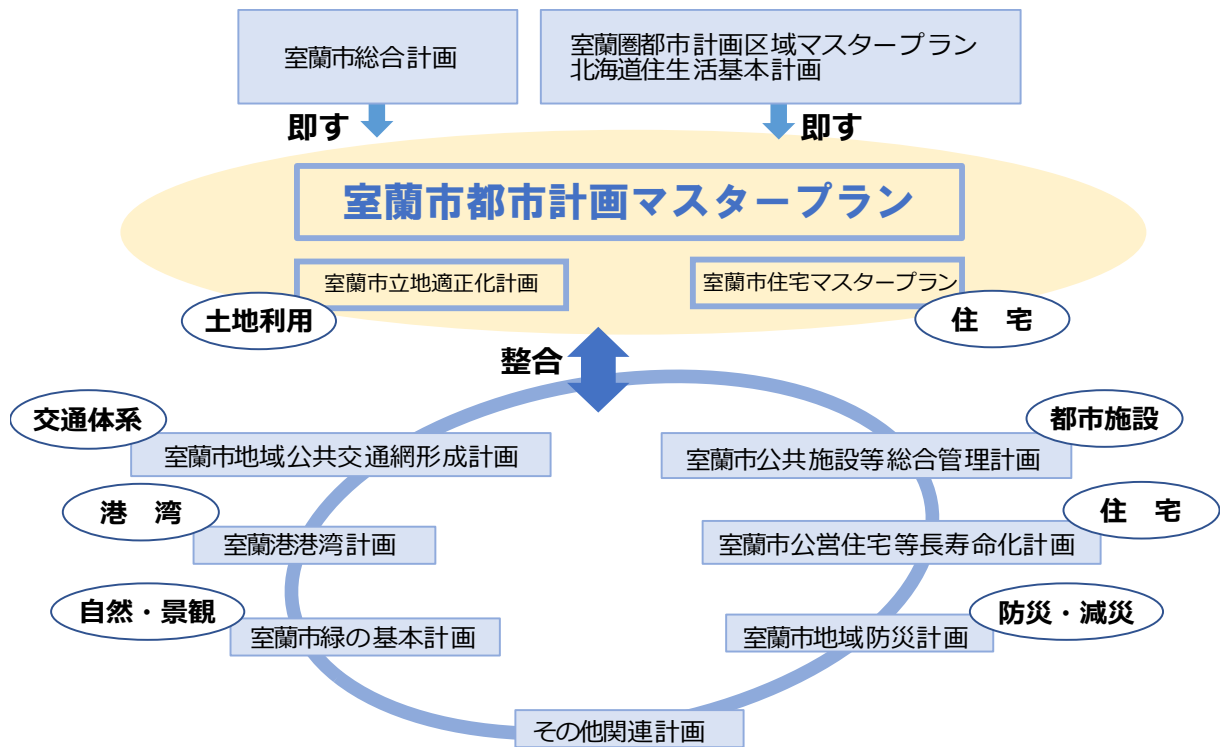 室蘭市総合計画
室蘭圏都市計画区域マスタープラン
北海道住生活基本計画
即す
即す
室蘭市都市計画マスタープラン
室蘭市立地適正化計画
室蘭市住宅マスタープラン
土地利用
住　宅
整合
交通体系
都市施設
室蘭市地域公共交通網形成計画
室蘭市公共施設等総合管理計画
港　湾
住　宅
室蘭港港湾計画
室蘭市公営住宅等長寿命化計画
自然・景観
防災・減災
室蘭市緑の基本計画
室蘭市地域防災計画
その他関連計画